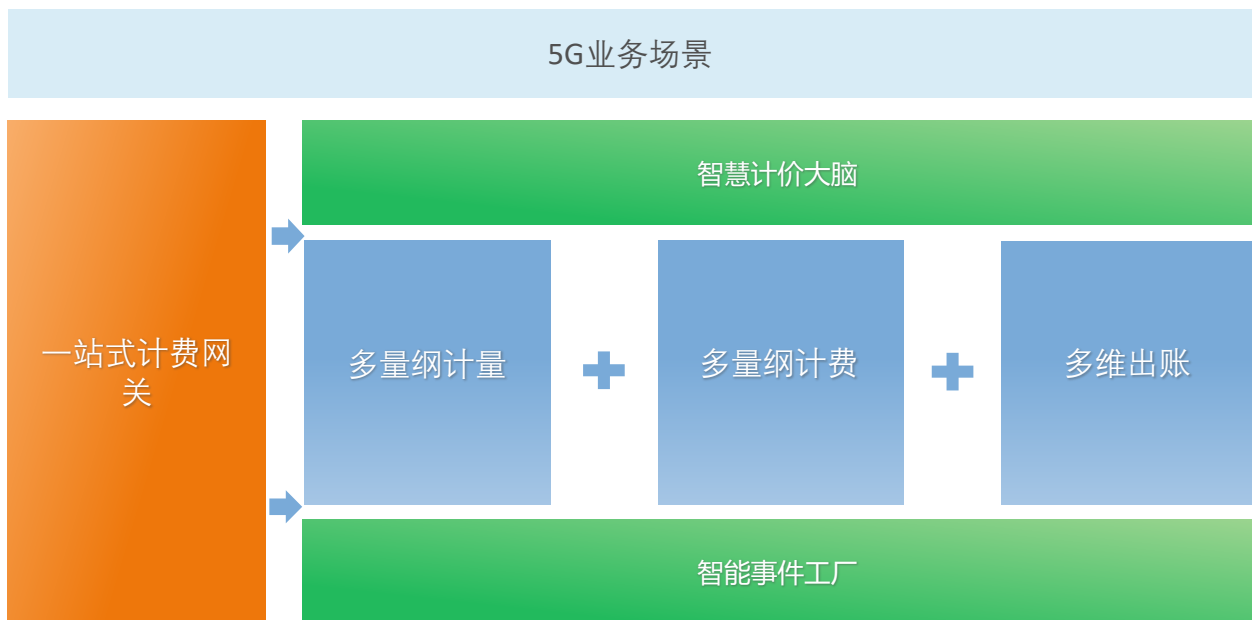 5G业务场景
智慧计价大脑
一站式计费网
关
多量纲计量
多量纲计费
多维出账
智能事件工厂